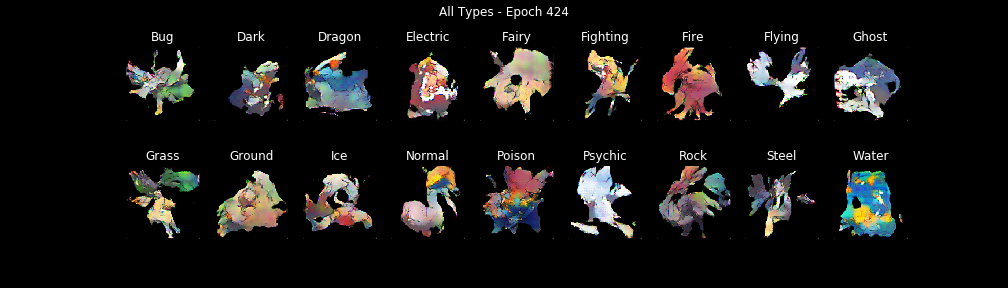 All Types - Epoch 424
Bug Dark Dragon Electric Fairy Fighting Fire Flying Ghost
Grass Ground Ice Normal Poison Psychic Rock Steel Water